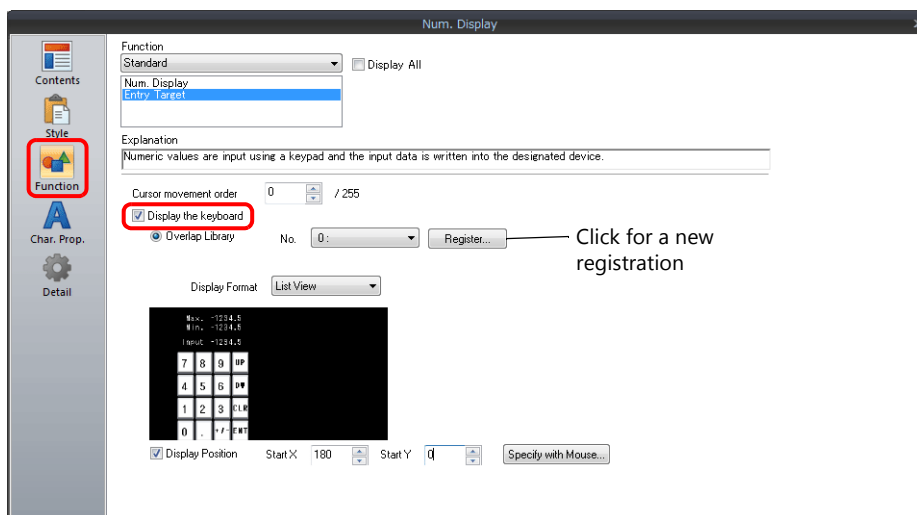 Num. Display
Contents
Style
Function
Char. Prop.
Detail
Function
Standard
Display All
Num. Display
Entry Target
Explanation
Numeric values are input using a keypad and the input data is written into the designated device.
Cursor movement order 0 / 255
Display the keyboard
Overlap Library No. 0: Register...
Click for a new
registration
Display Format List View
Max. -1234.5
Min. -1234.5
Input -1234.5
7 8 9 UP
4 5 6
1 2 3 CLR
0 . +/- ENT
Display Position Start X 180 Start Y 0 Specify with Mouse...